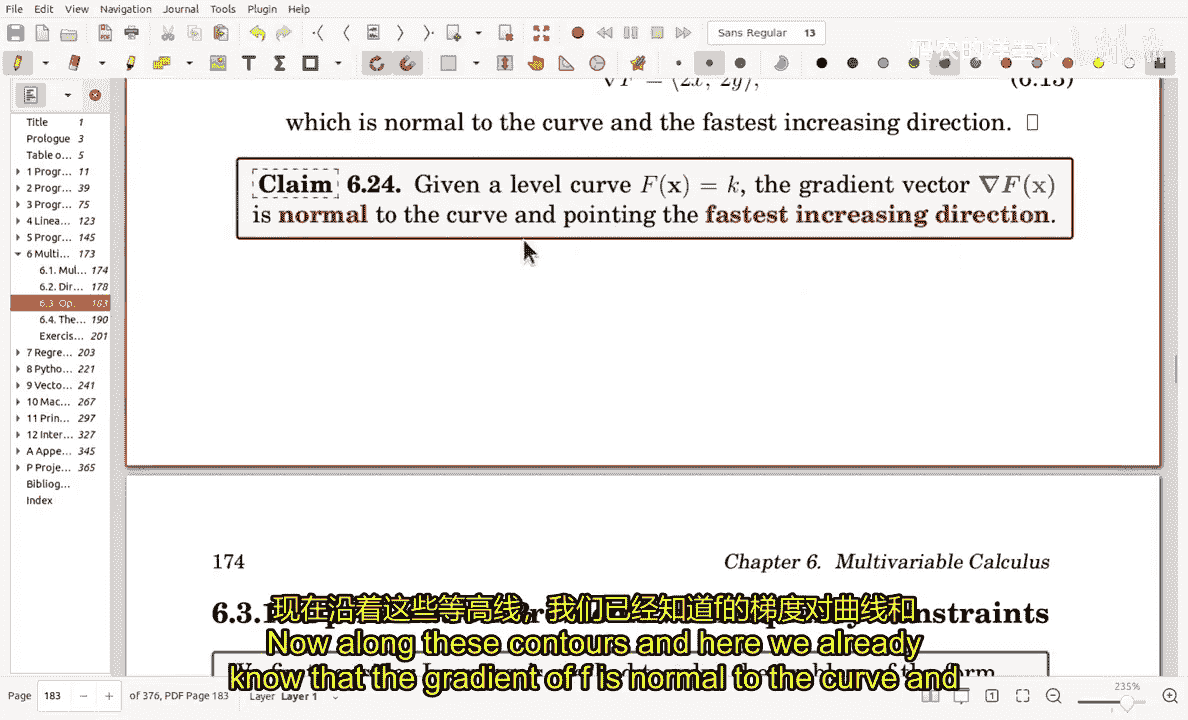 File Edit View Navigation Journal Tools Plugin Help
Sans Regular 13
Title 1
Prologue 3
Table o... 5
1 Progr... 11
2 Progr... 39
3 Progr... 75
4 Linea... 123
5 Progr... 145
6 Multi... 173
6.1. Mul... 174
6.2. Dir... 178
6.3. Op. 183
6.4. The... 190
Exercis... 201
7 Regre... 203
8 Pytho... 221
9 Vecto... 241
10 Mac... 267
11 Prin... 297
12 Inter... 327
A Appe... 345
P Proje... 365
Bibliog...
Index
∇F = ⟨2x, 2y⟩, (6.13)
which is normal to the curve and the fastest increasing direction. □
Claim 6.24. Given a level curve F(x) = k, the gradient vector ∇F(x)
is normal to the curve and pointing the fastest increasing direction.
174 Chapter 6. Multivariable Calculus
现在沿着这些等高线，我们已经知道f的梯度对曲线和
Now along these contours and here we already
know that the gradient of f is normal to the curve and
Page 183 − + of 376, PDF Page 183 Layer Layer 1 235%